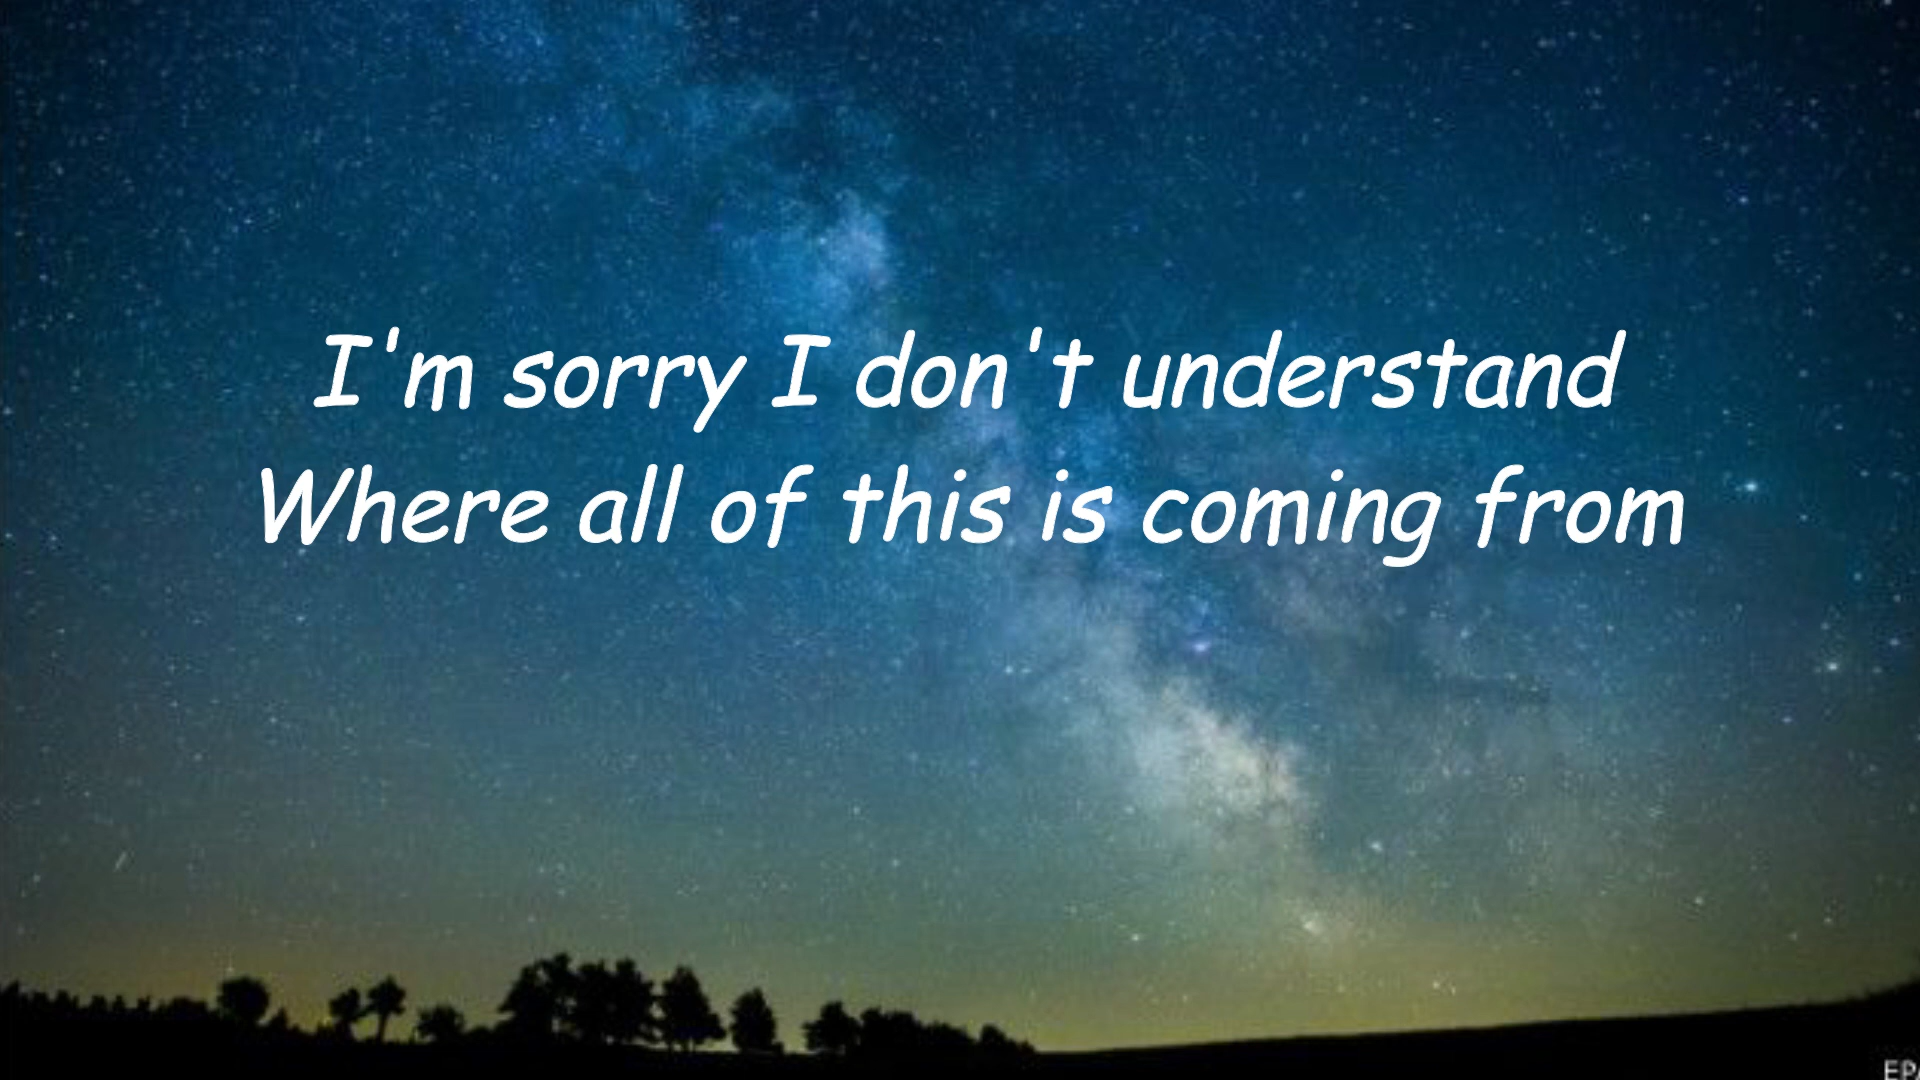 I'm sorry I don't understand
Where all of this is coming from